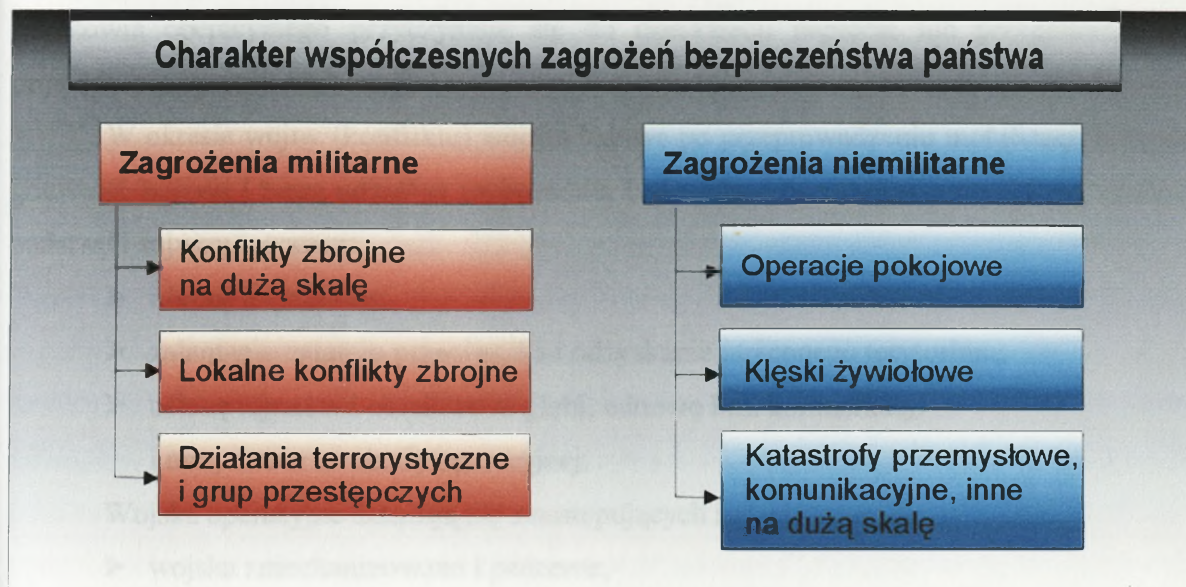 Charakter współczesnych zagrożeń bezpieczeństwa państwa
Zagrożenia militarne
Konflikty zbrojne
na dużą skalę
Lokalne konflikty zbrojne
Działania terrorystyczne
i grup przestępczych
Zagrożenia niemilitarne
Operacje pokojowe
Klęski żywiołowe
Katastrofy przemysłowe,
komunikacyjne, inne
na dużą skalę